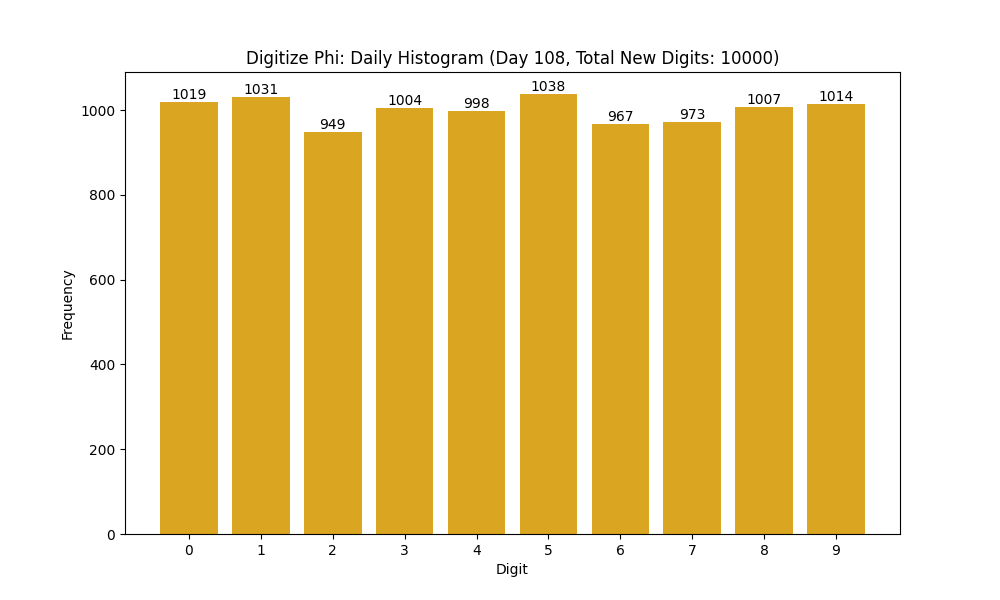 Digitize Phi: Daily Histogram (Day 108, Total New Digits: 10000)
1019 1031 949 1004 998 1038 967 973 1007 1014
1000
800
600
400
200
0
Frequency
0 1 2 3 4 5 6 7 8 9
Digit